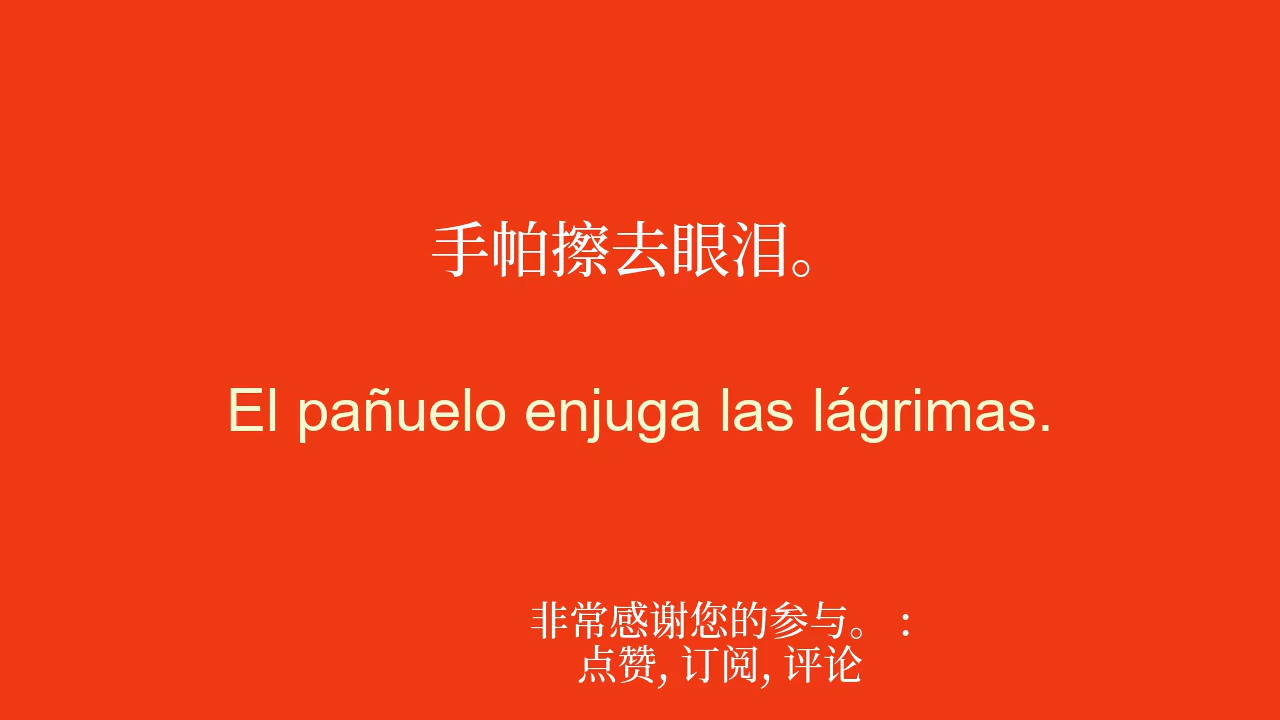 手帕擦去眼泪。
El pañuelo enjuga las lágrimas.
非常感谢您的参与。 :
点赞, 订阅, 评论